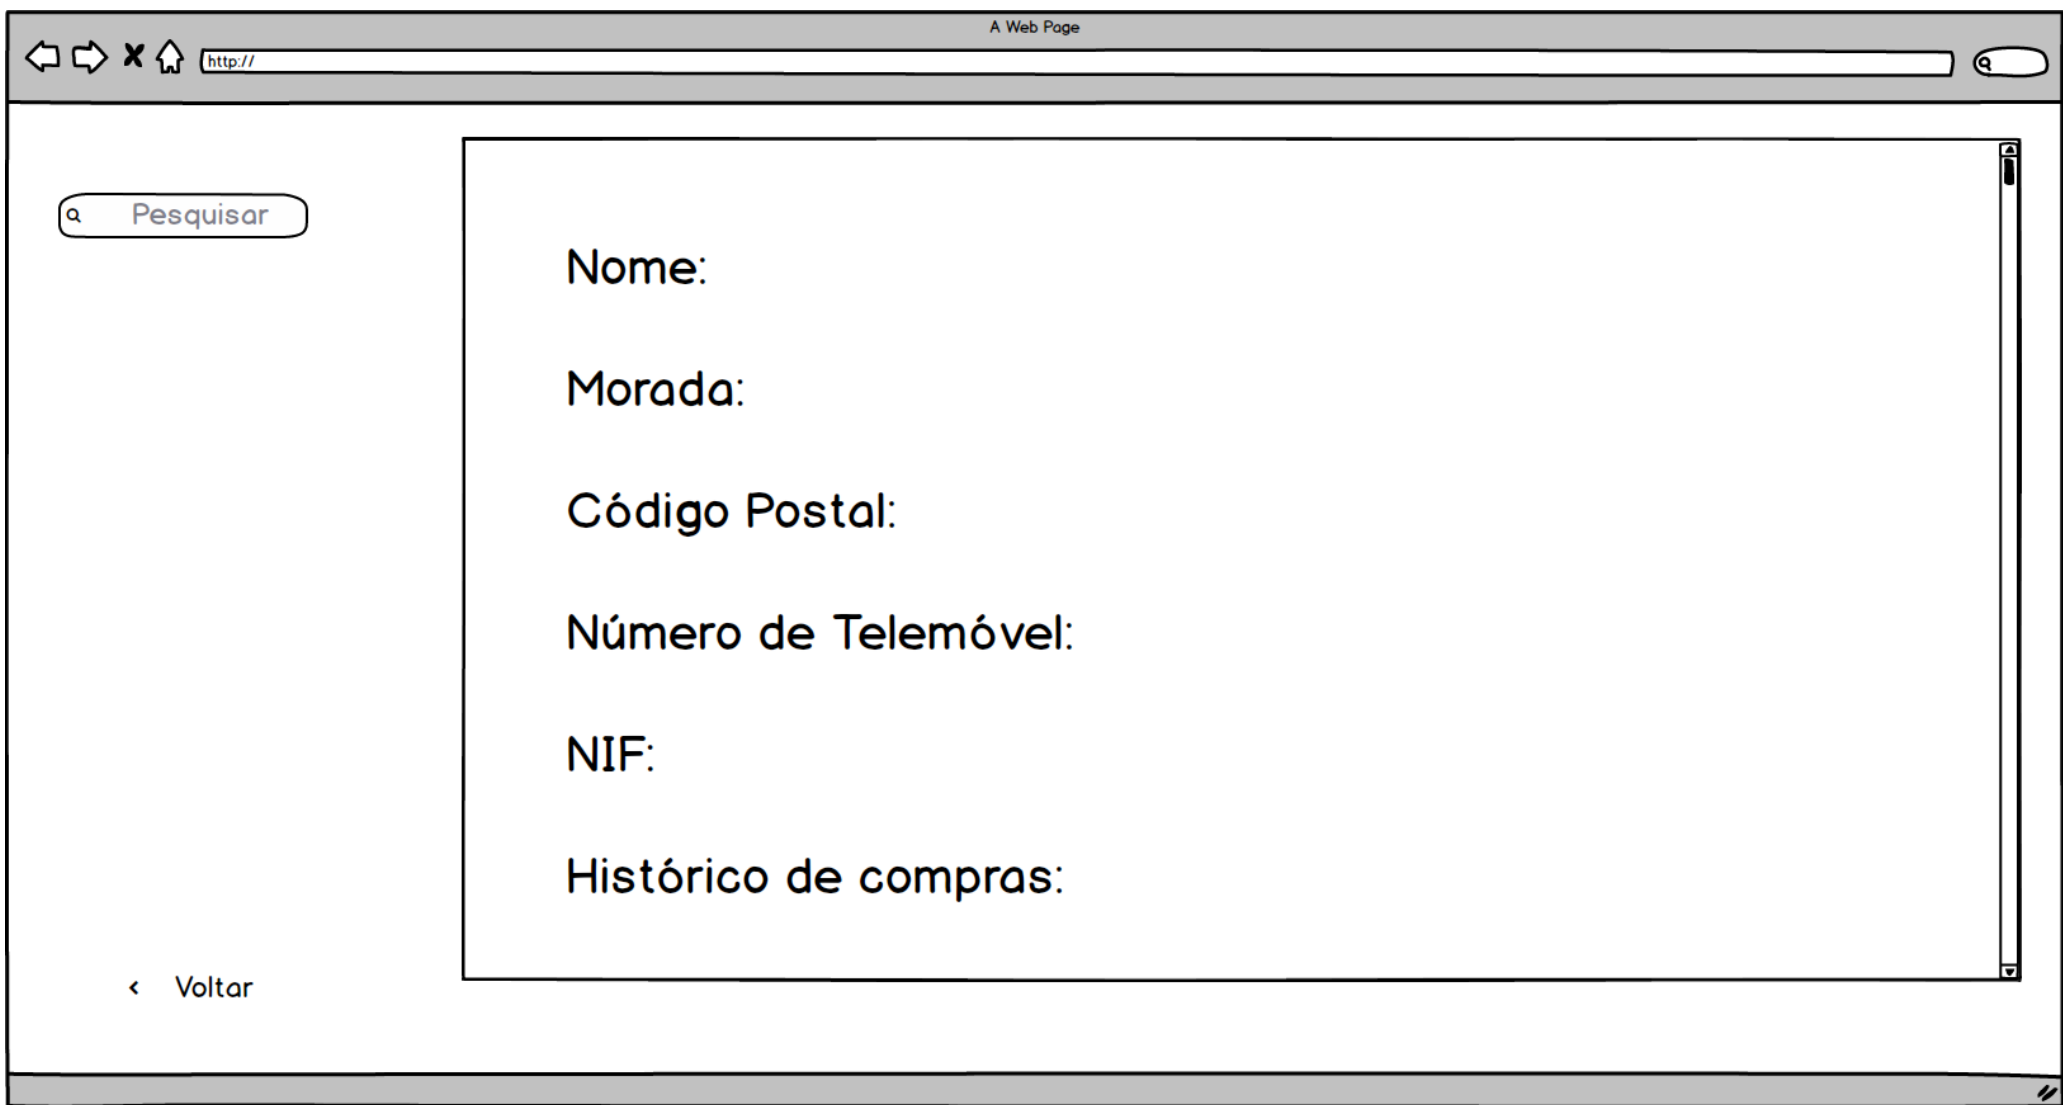 A Web Page
http://
Pesquisar
Nome:
Morada:
Código Postal:
Número de Telemóvel:
NIF:
Histórico de compras:
< Voltar